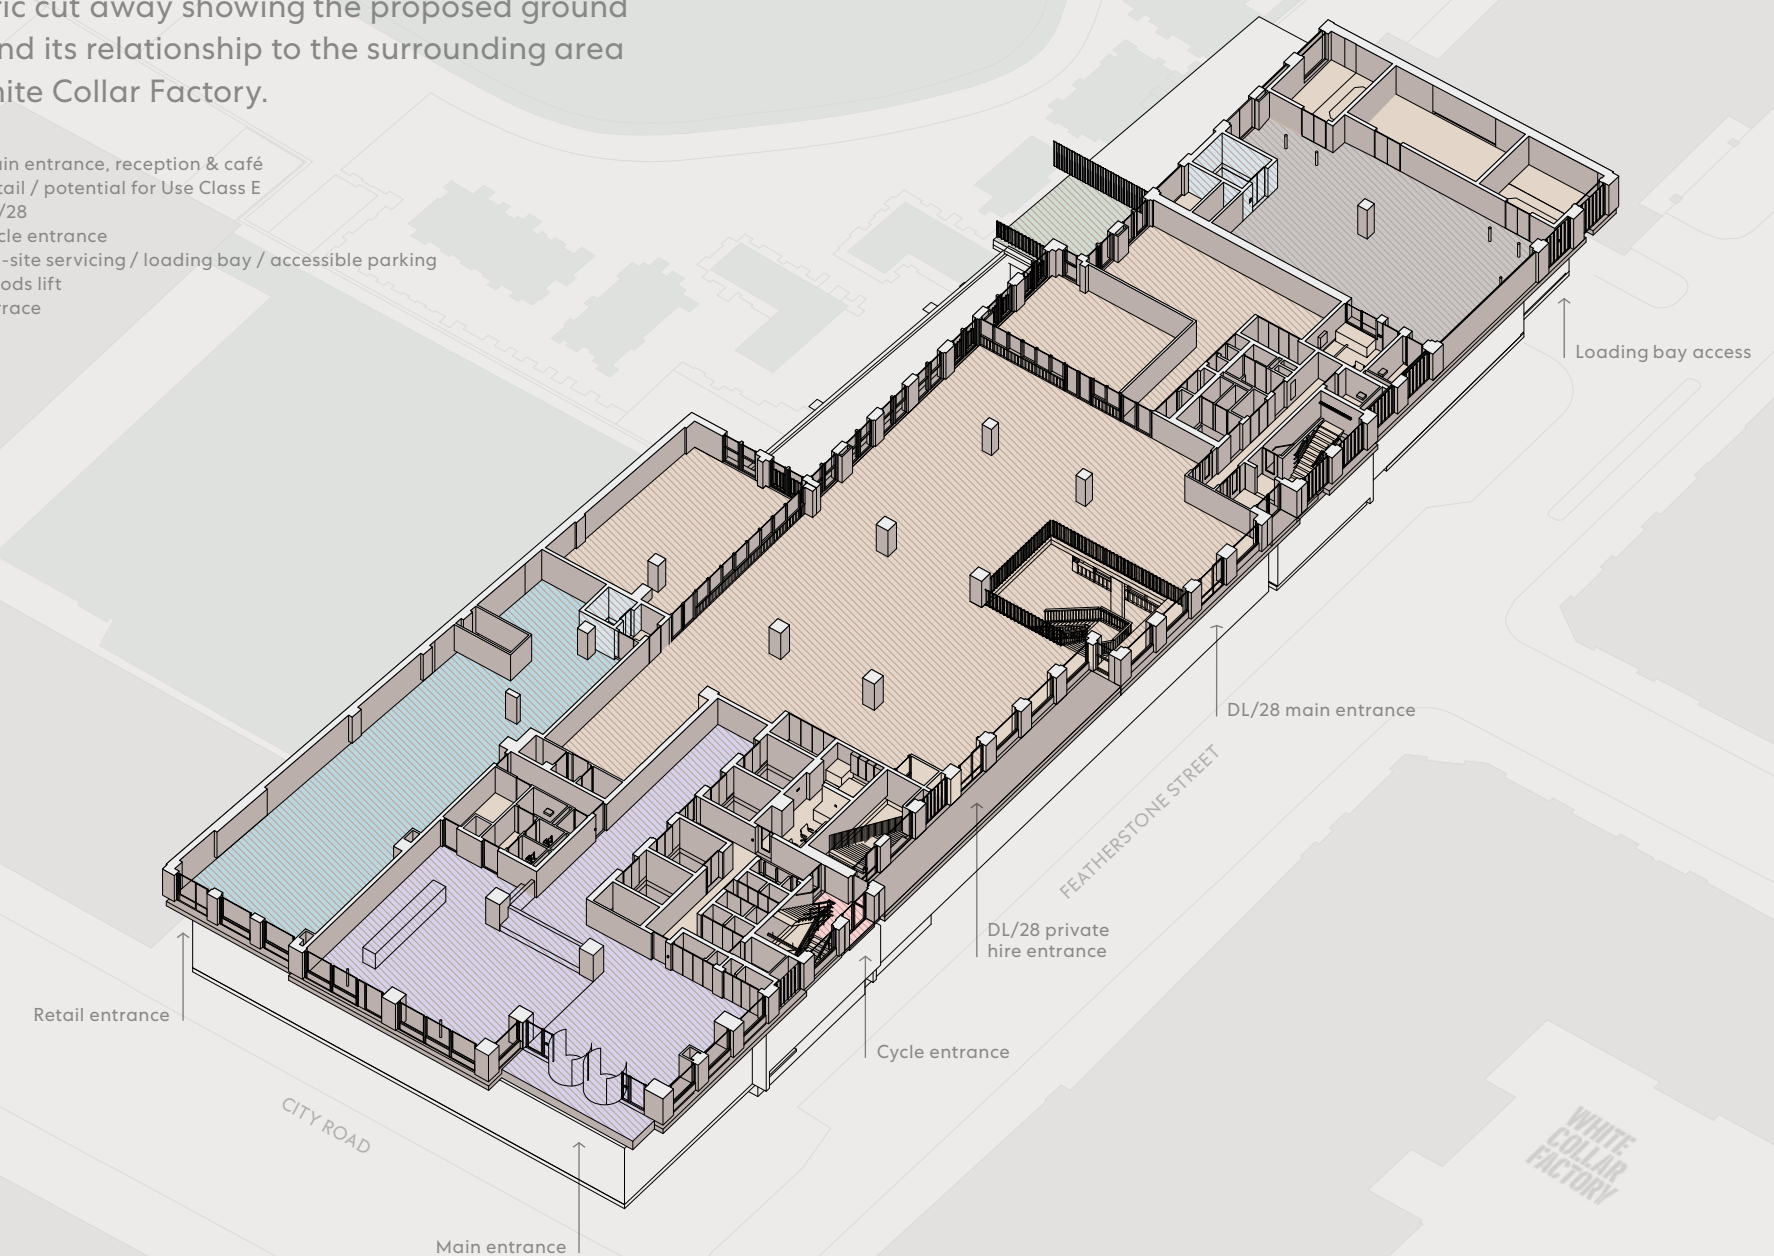 ric cut away showing the proposed ground
nd its relationship to the surrounding area
ite Collar Factory.
in entrance, reception & café
tail / potential for Use Class E
/28
cle entrance
-site servicing / loading bay / accessible parking
ods lift
race
Loading bay access
DL/28 main entrance
FEATHERSTONE STREET
DL/28 private
hire entrance
Retail entrance
Cycle entrance
CITY ROAD
WHITE
COLLAR
FACTORY
Main entrance